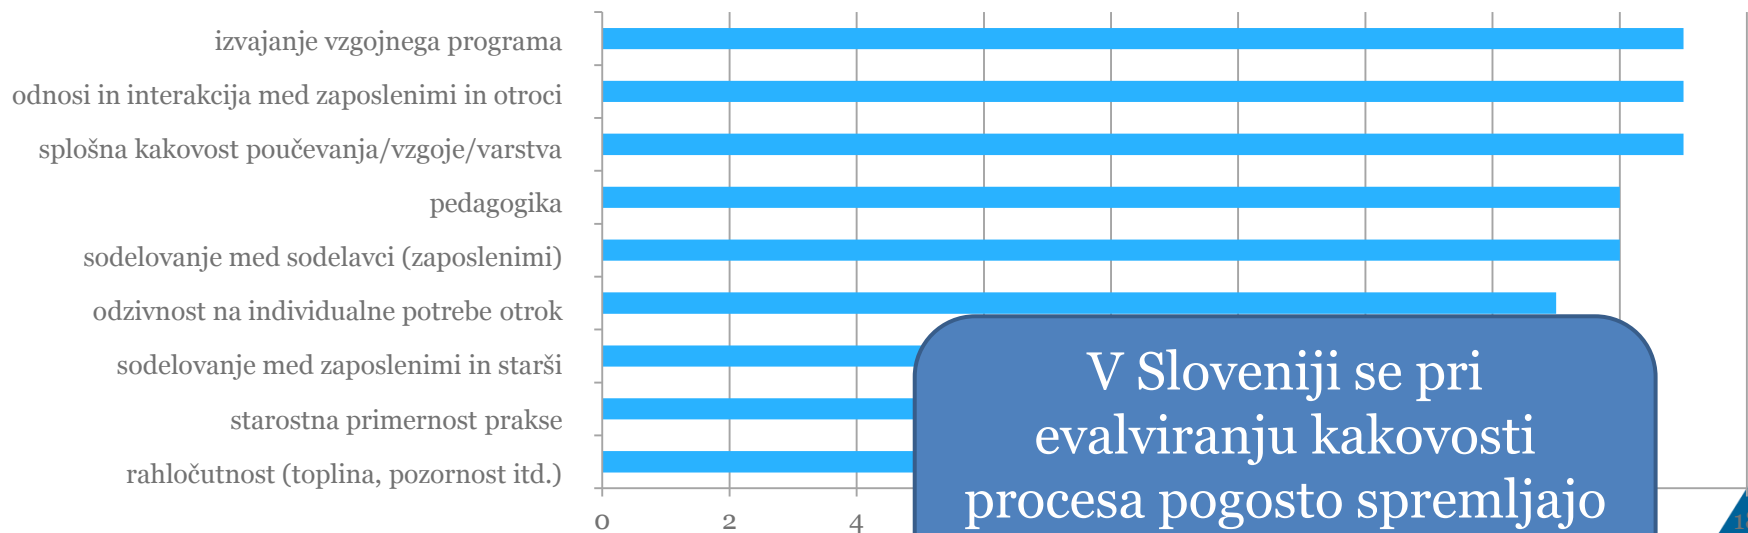 izvajanje vzgojnega programa
odnosi in interakcija med zaposlenimi in otroci
splošna kakovost poučevanja/vzgoje/varstva
pedagogika
sodelovanje med sodelavci (zaposlenimi)
odzivnost na individualne potrebe otrok
sodelovanje med zaposlenimi in starši
starostna primernost prakse
rahločutnost (toplina, pozornost itd.)
0 2 4
V Sloveniji se pri
evalviranju kakovosti
procesa pogosto spremljajo